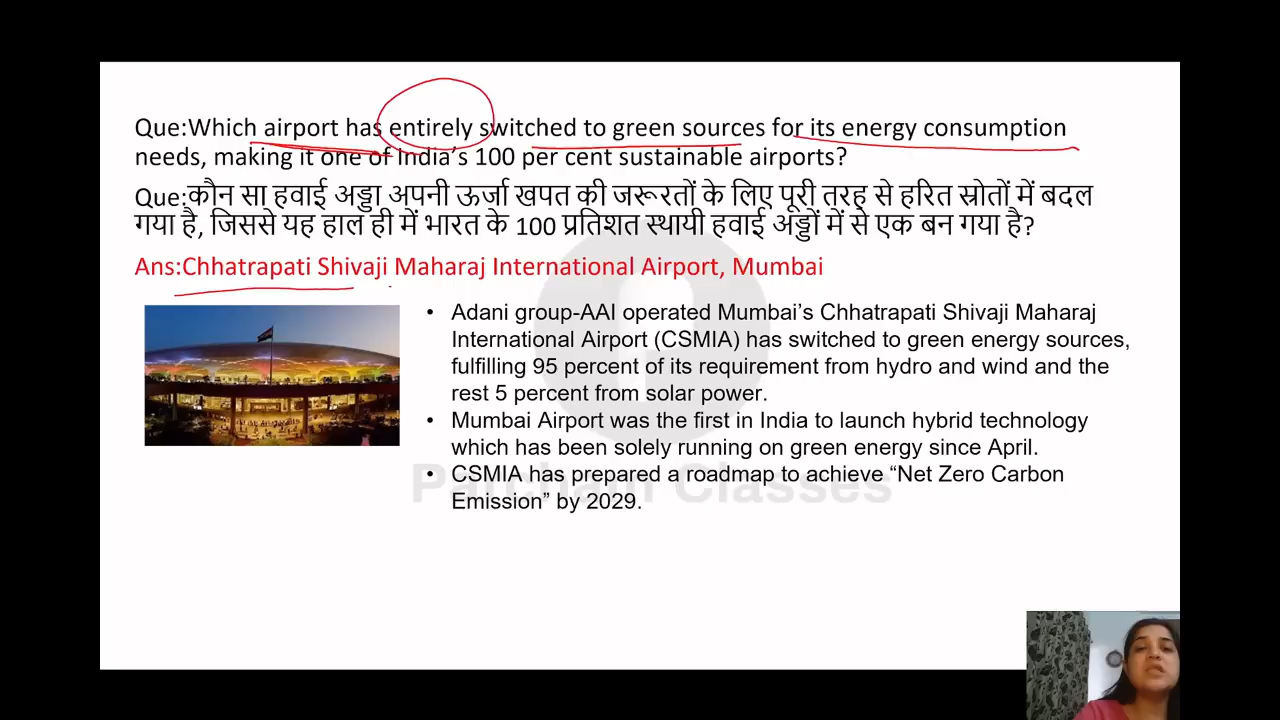 Que:Which airport has entirely switched to green sources for its energy consumption
needs, making it one of India’s 100 per cent sustainable airports?
Que:कौन सा हवाई अड्डा अपनी ऊर्जा खपत की जरूरतों के लिए पूरी तरह से हरित स्रोतों में बदल
गया है, जिससे यह हाल ही में भारत के 100 प्रतिशत स्थायी हवाई अड्डों में से एक बन गया है?
Ans:Chhatrapati Shivaji Maharaj International Airport, Mumbai
• Adani group-AAI operated Mumbai’s Chhatrapati Shivaji Maharaj
International Airport (CSMIA) has switched to green energy sources,
fulfilling 95 percent of its requirement from hydro and wind and the
rest 5 percent from solar power.
• Mumbai Airport was the first in India to launch hybrid technology
which has been solely running on green energy since April.
• CSMIA has prepared a roadmap to achieve “Net Zero Carbon
Emission” by 2029.
Parcham Classes